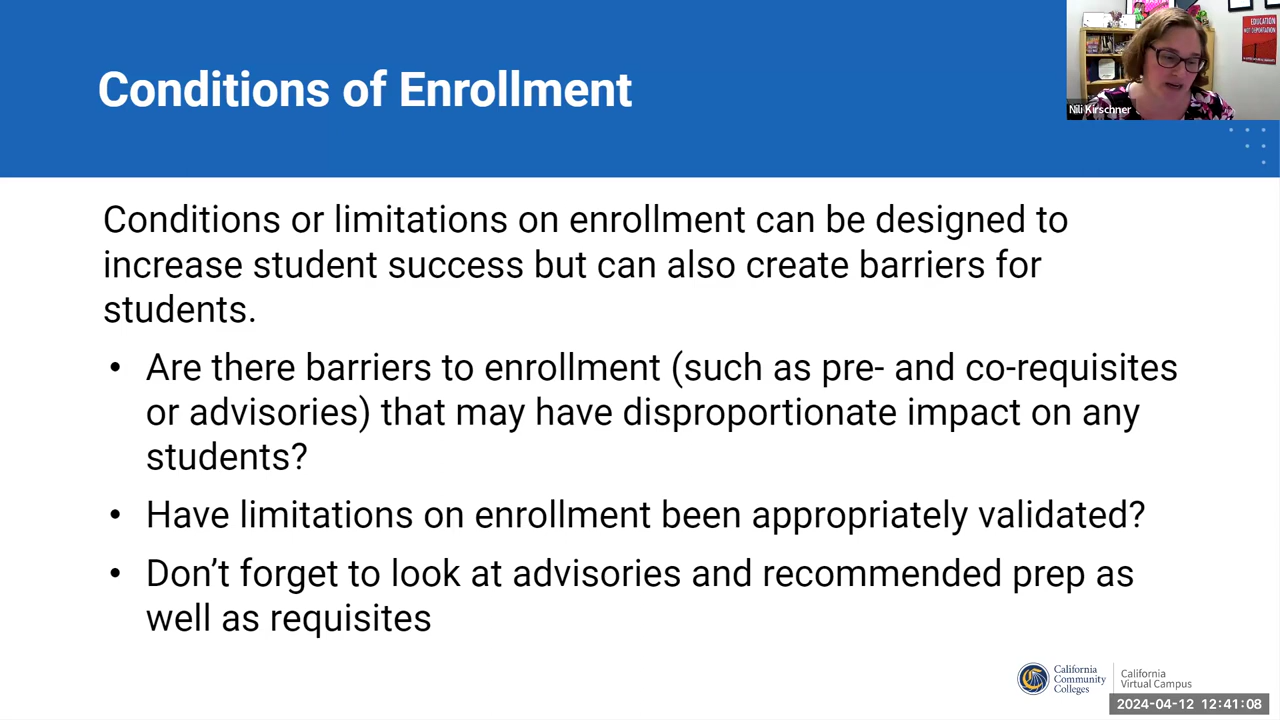 Conditions of Enrollment
EDUCATION
NOT DEPORTATION
Nili Kirschner
Conditions or limitations on enrollment can be designed to
increase student success but can also create barriers for
students.
• Are there barriers to enrollment (such as pre- and co-requisites
or advisories) that may have disproportionate impact on any
students?
• Have limitations on enrollment been appropriately validated?
• Don’t forget to look at advisories and recommended prep as
well as requisites
California
Community
Colleges
California
Virtual Campus
2024-04-12 12:41:08